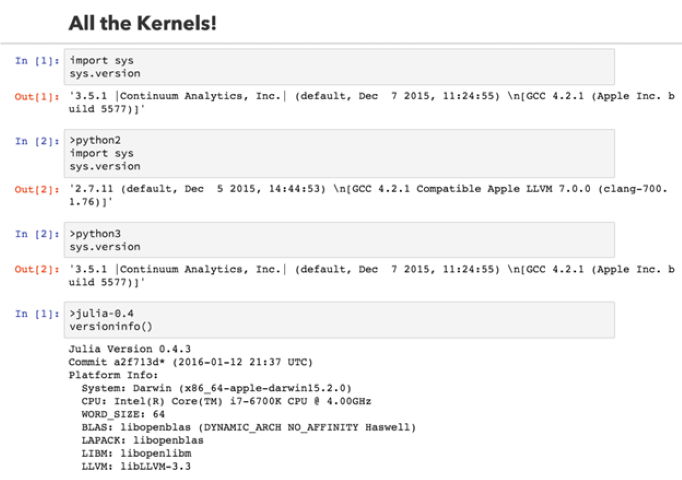 All the Kernels!
In [1]: import sys
sys.version
Out[1]: '3.5.1 |Continuum Analytics, Inc.| (default, Dec  7 2015, 11:24:55) \n[GCC 4.2.1 (Apple Inc. b
uild 5577)]'
In [2]: >python2
import sys
sys.version
Out[2]: '2.7.11 (default, Dec  5 2015, 14:44:53) \n[GCC 4.2.1 Compatible Apple LLVM 7.0.0 (clang-700.
1.76)]'
In [2]: >python3
sys.version
Out[2]: '3.5.1 |Continuum Analytics, Inc.| (default, Dec  7 2015, 11:24:55) \n[GCC 4.2.1 (Apple Inc. b
uild 5577)]'
In [1]: >julia-0.4
versioninfo()
Julia Version 0.4.3
Commit a2f713d* (2016-01-12 21:37 UTC)
Platform Info:
System: Darwin (x86_64-apple-darwin15.2.0)
CPU: Intel(R) Core(TM) i7-6700K CPU @ 4.00GHz
WORD_SIZE: 64
BLAS: libopenblas (DYNAMIC_ARCH NO_AFFINITY Haswell)
LAPACK: libopenblas
LIBM: libopenlibm
LLVM: libLLVM-3.3